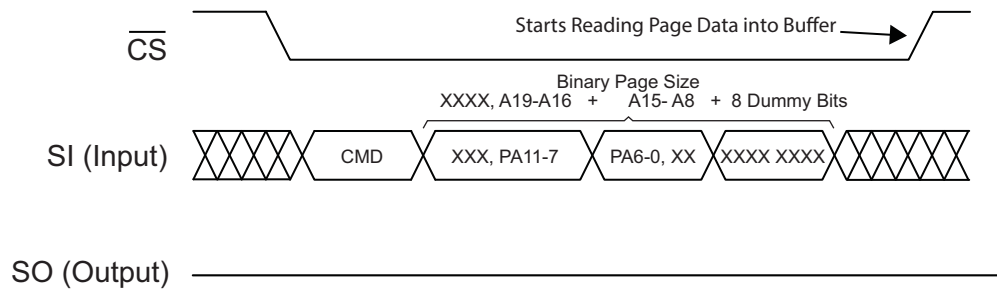 Starts Reading Page Data into Buffer
CS
Binary Page Size
XXXX, A19-A16 + A15- A8 + 8 Dummy Bits
SI (Input) CMD XXX, PA11-7 PA6-0, XX XXXX XXXX
SO (Output)